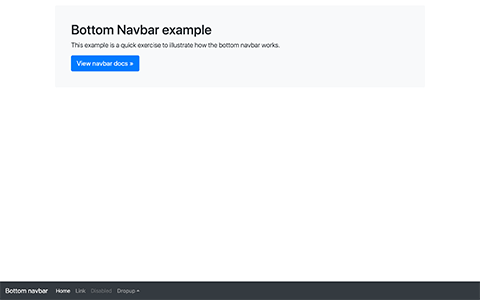 Bottom Navbar example
This example is a quick exercise to illustrate how the bottom navbar works.
View navbar docs »
Bottom navbar Home Link Disabled Dropup